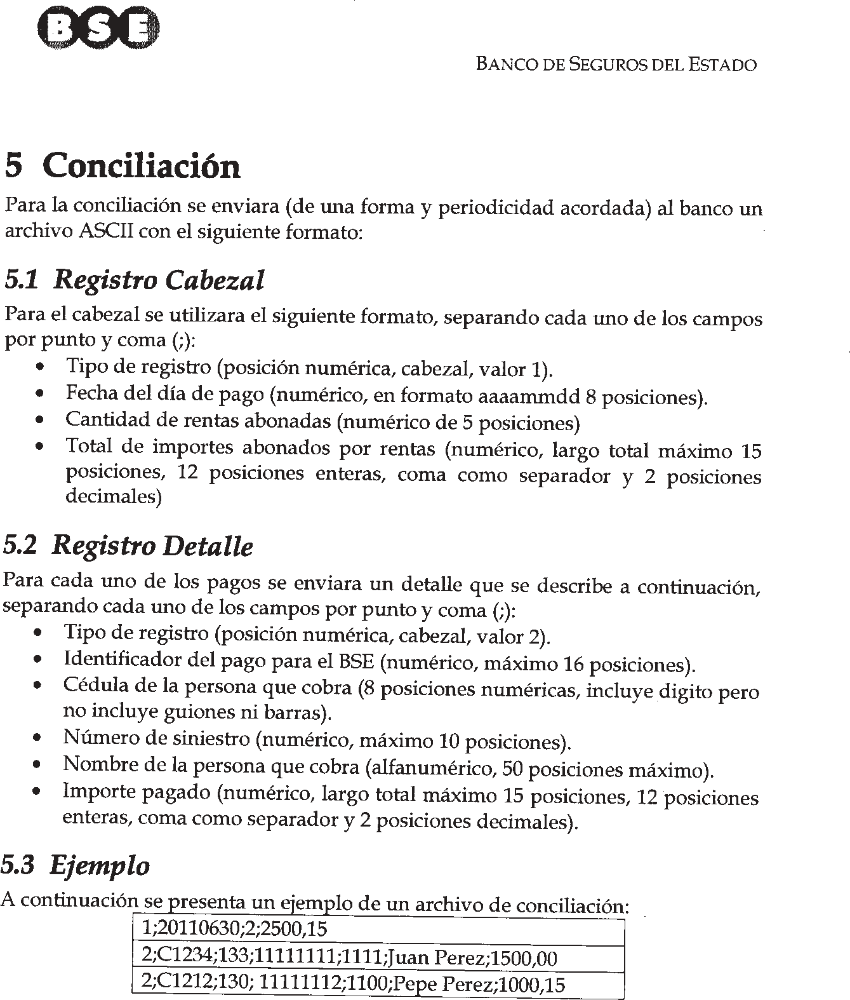 BSE
BANCO DE SEGUROS DEL ESTADO
5 Conciliación
Para la conciliación se enviara (de una forma y periodicidad acordada) al banco un
archivo ASCII con el siguiente formato:
5.1 Registro Cabezal
Para el cabezal se utilizara el siguiente formato, separando cada uno de los campos
por punto y coma (;):
• Tipo de registro (posición numérica, cabezal, valor 1).
• Fecha del día de pago (numérico, en formato aaaammdd 8 posiciones).
• Cantidad de rentas abonadas (numérico de 5 posiciones)
• Total de importes abonados por rentas (numérico, largo total máximo 15
posiciones, 12 posiciones enteras, coma como separador y 2 posiciones
decimales)
5.2 Registro Detalle
Para cada uno de los pagos se enviara un detalle que se describe a continuación,
separando cada uno de los campos por punto y coma (;):
• Tipo de registro (posición numérica, cabezal, valor 2).
• Identificador del pago para el BSE (numérico, máximo 16 posiciones).
• Cédula de la persona que cobra (8 posiciones numéricas, incluye digito pero
no incluye guiones ni barras).
• Número de siniestro (numérico, máximo 10 posiciones).
• Nombre de la persona que cobra (alfanumérico, 50 posiciones máximo).
• Importe pagado (numérico, largo total máximo 15 posiciones, 12 posiciones
enteras, coma como separador y 2 posiciones decimales).
5.3 Ejemplo
A continuación se presenta un ejemplo de un archivo de conciliación:
1;20110630;2;2500,15
2;C1234;133;11111111;1111;Juan Perez;1500,00
2;C1212;130; 11111112;1100;Pepe Perez;1000,15